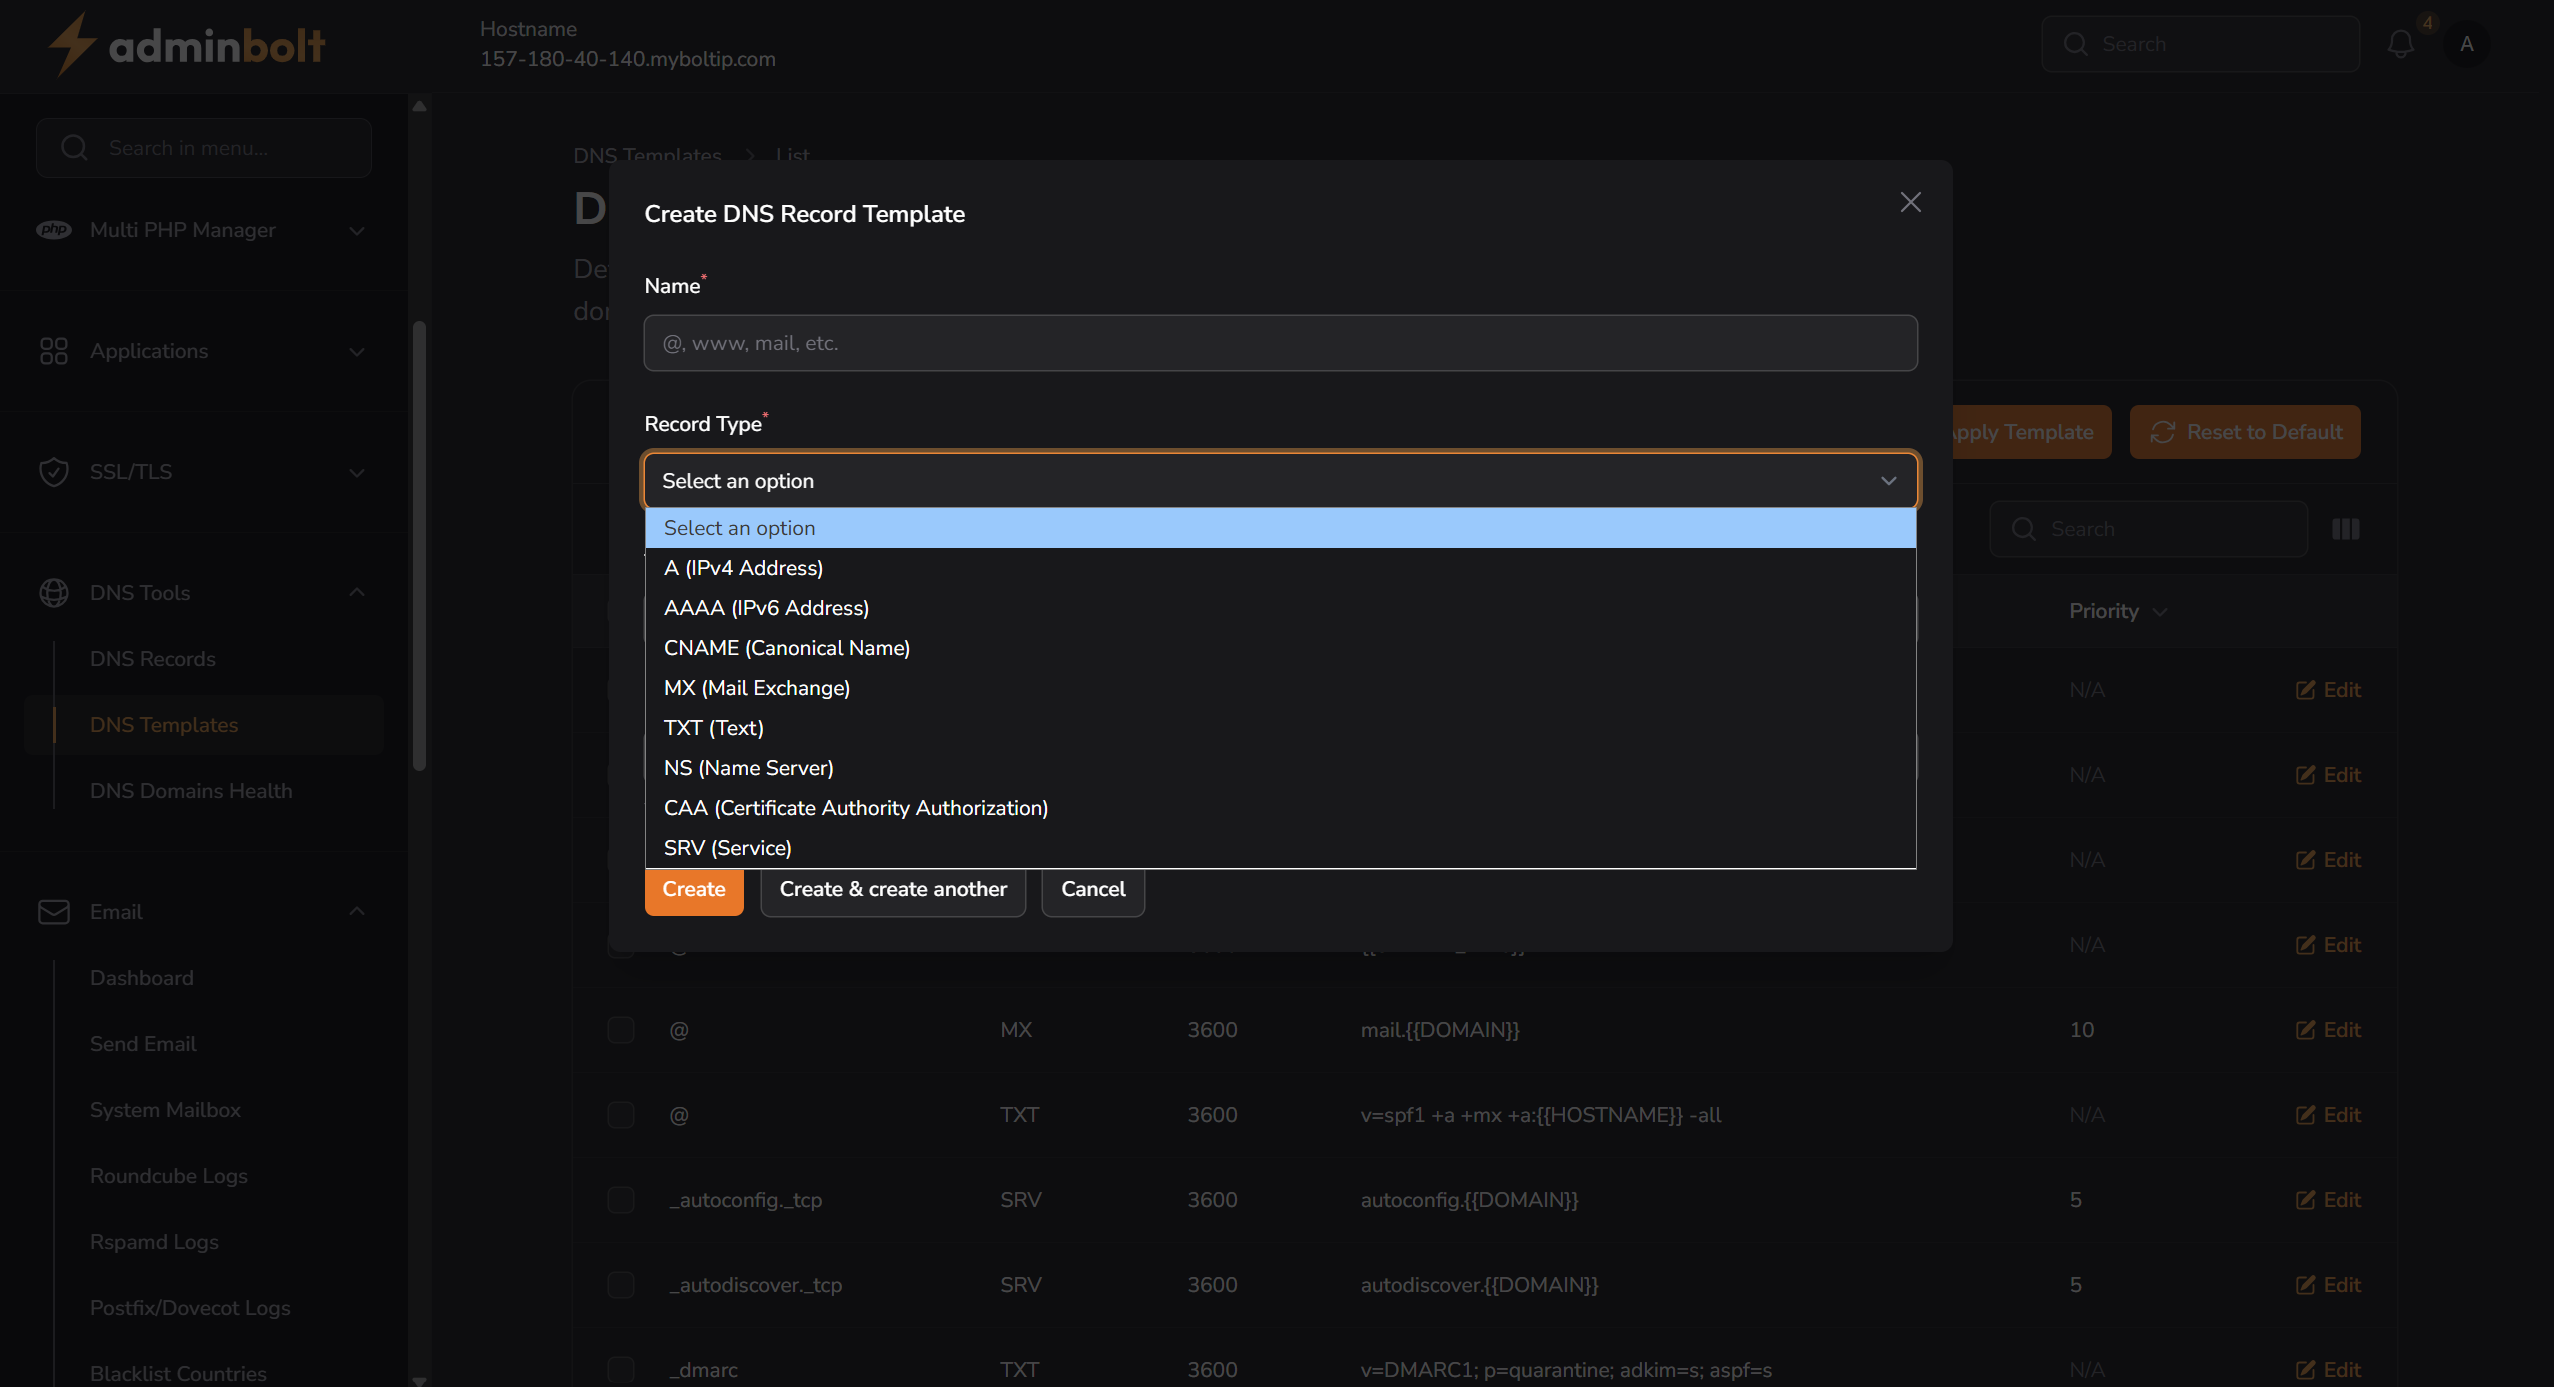 adminbolt
Hostname
157-180-40-140.myboltip.com
Search
4
A
Search in menu...
php
Multi PHP Manager
Applications
SSL/TLS
DNS Tools
DNS Records
DNS Templates
DNS Domains Health
Email
Dashboard
Send Email
System Mailbox
Roundcube Logs
Rspamd Logs
Postfix/Dovecot Logs
Blacklist Countries
DNS Templates > List
Create DNS Record Template
Name*
@, www, mail, etc.
Record Type*
Select an option
Select an option
A (IPv4 Address)
AAAA (IPv6 Address)
CNAME (Canonical Name)
MX (Mail Exchange)
TXT (Text)
NS (Name Server)
CAA (Certificate Authority Authorization)
SRV (Service)
Create
Create & create another
Cancel
Template
Reset to Default
Search
Priority
N/A Edit
N/A Edit
N/A Edit
N/A Edit
@ MX 3600 mail.{{DOMAIN}} 10 Edit
@ TXT 3600 v=spf1 +a +mx +a:{{HOSTNAME}} -all N/A Edit
_autoconfig._tcp SRV 3600 autoconfig.{{DOMAIN}} 5 Edit
_autodiscover._tcp SRV 3600 autodiscover.{{DOMAIN}} 5 Edit
_dmarc TXT 3600 v=DMARC1; p=quarantine; adkim=s; aspf=s N/A Edit